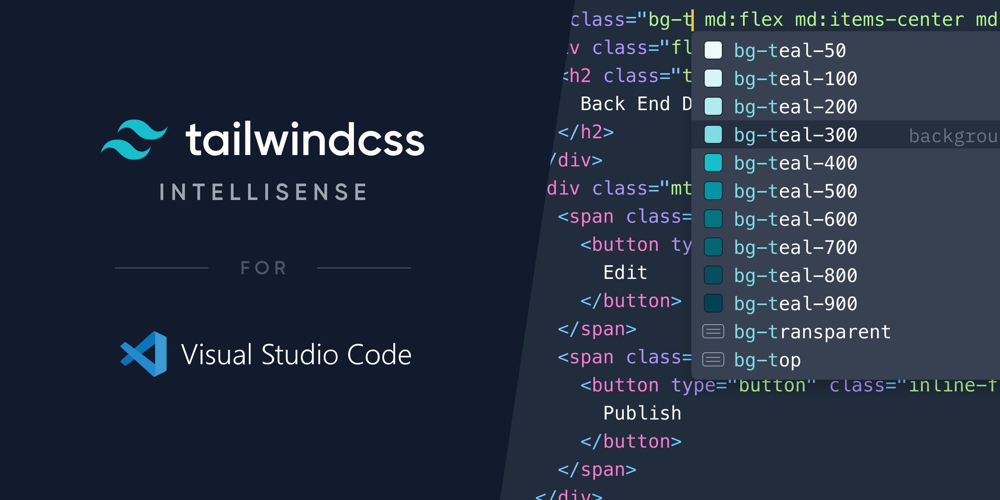 tailwindcss
INTELLISENSE
FOR
Visual Studio Code
class="bg-t md:flex md:items-center md
iv class="fl
<h2 class="t
Back End D
</h2>
/div>
div class="mt
<span class=
<button ty
Edit
</button>
</span>
<span class=
<button type="button" class="inline-f
Publish
</button>
</span>
</div>
bg-teal-50
bg-teal-100
bg-teal-200
bg-teal-300 backgrou
bg-teal-400
bg-teal-500
bg-teal-600
bg-teal-700
bg-teal-800
bg-teal-900
bg-transparent
bg-top